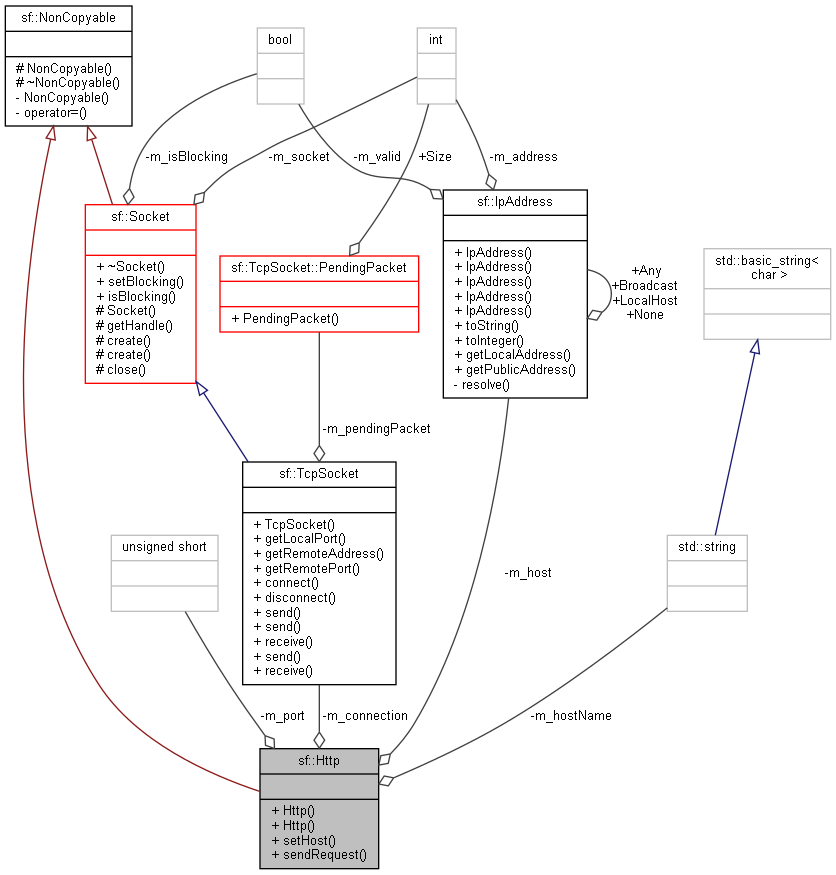 sf::NonCopyable
# NonCopyable()
# ~NonCopyable()
- NonCopyable()
- operator=()
bool
int
-m_isBlocking
-m_socket
-m_valid
+Size
-m_address
sf::Socket
+ ~Socket()
+ setBlocking()
+ isBlocking()
# Socket()
# getHandle()
# create()
# create()
# close()
sf::TcpSocket::PendingPacket
+ PendingPacket()
sf::IpAddress
+ IpAddress()
+ IpAddress()
+ IpAddress()
+ IpAddress()
+ IpAddress()
+ toString()
+ toInteger()
+ getLocalAddress()
+ getPublicAddress()
- resolve()
+Any
+Broadcast
+LocalHost
+None
std::basic_string<
char >
-m_pendingPacket
sf::TcpSocket
+ TcpSocket()
+ getLocalPort()
+ getRemoteAddress()
+ getRemotePort()
+ connect()
+ disconnect()
+ send()
+ send()
+ receive()
+ send()
+ receive()
unsigned short
std::string
-m_host
-m_port
-m_connection
-m_hostName
sf::Http
+ Http()
+ Http()
+ setHost()
+ sendRequest()